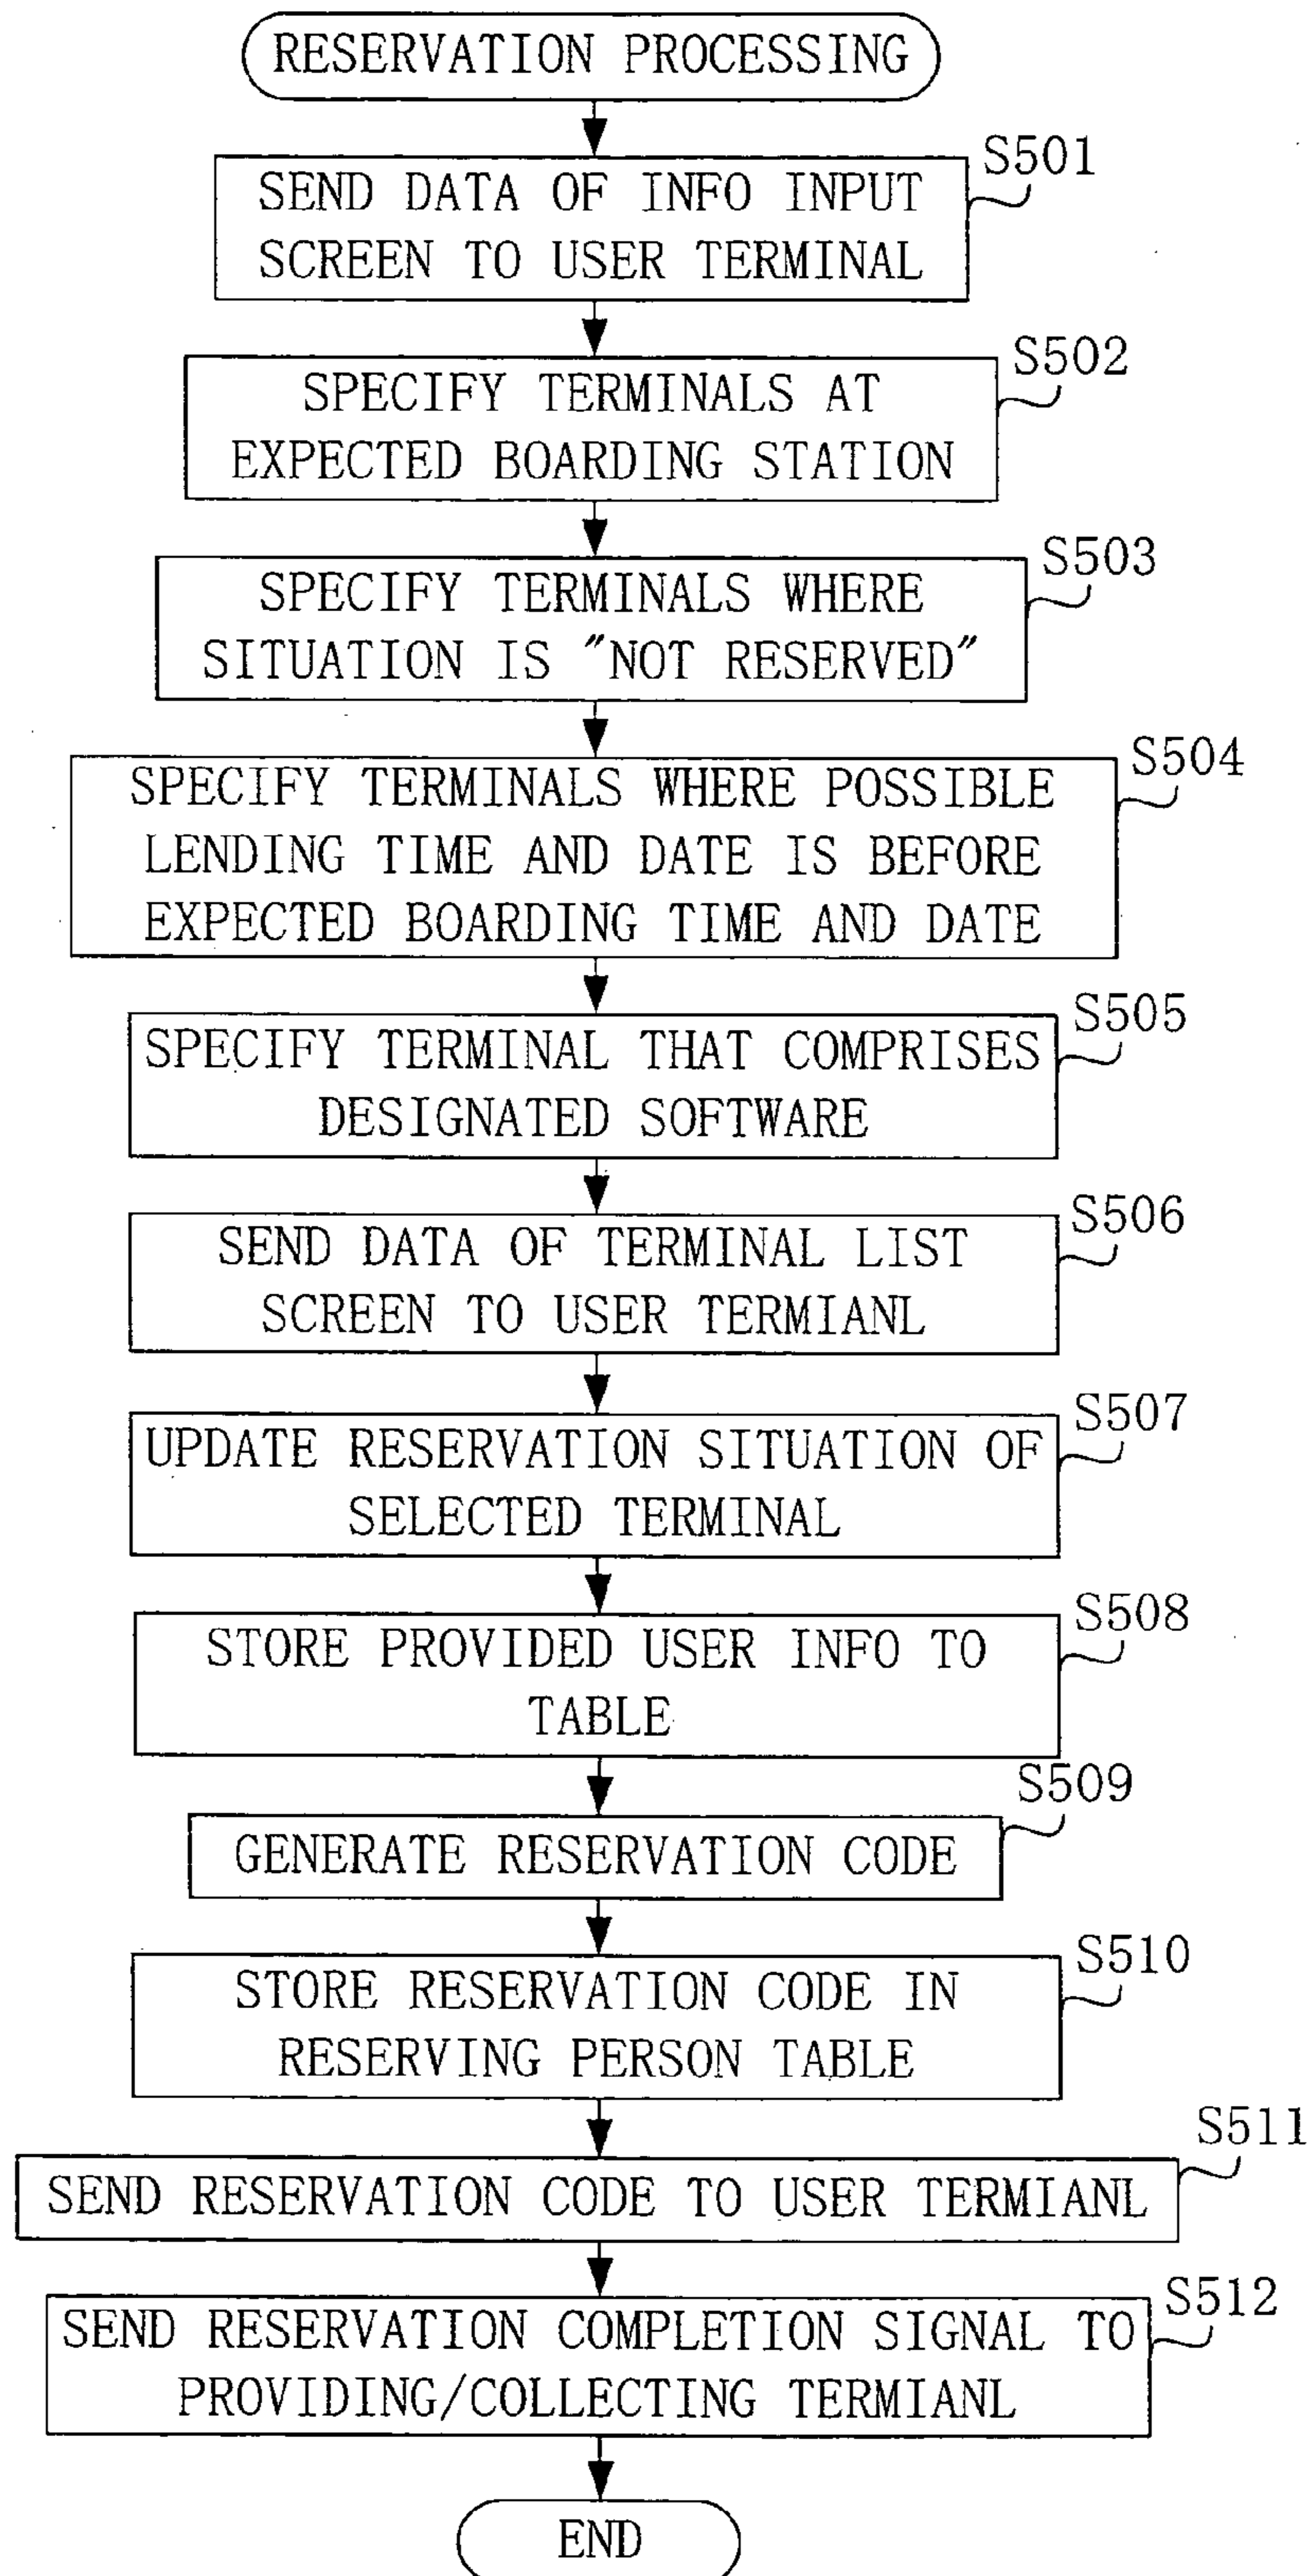 RESERVATION PROCESSING
S501
SEND DATA OF INFO INPUT
SCREEN TO USER TERMINAL
S502
SPECIFY TERMINALS AT
EXPECTED BOARDING STATION
S503
SPECIFY TERMINALS WHERE
SITUATION IS "NOT RESERVED"
S504
SPECIFY TERMINALS WHERE POSSIBLE
LENDING TIME AND DATE IS BEFORE
EXPECTED BOARDING TIME AND DATE
S505
SPECIFY TERMINAL THAT COMPRISES
DESIGNATED SOFTWARE
S506
SEND DATA OF TERMINAL LIST
SCREEN TO USER TERMIANL
S507
UPDATE RESERVATION SITUATION OF
SELECTED TERMINAL
S508
STORE PROVIDED USER INFO TO
TABLE
S509
GENERATE RESERVATION CODE
S510
STORE RESERVATION CODE IN
RESERVING PERSON TABLE
S511
SEND RESERVATION CODE TO USER TERMIANL
S512
SEND RESERVATION COMPLETION SIGNAL TO
PROVIDING/COLLECTING TERMIANL
END